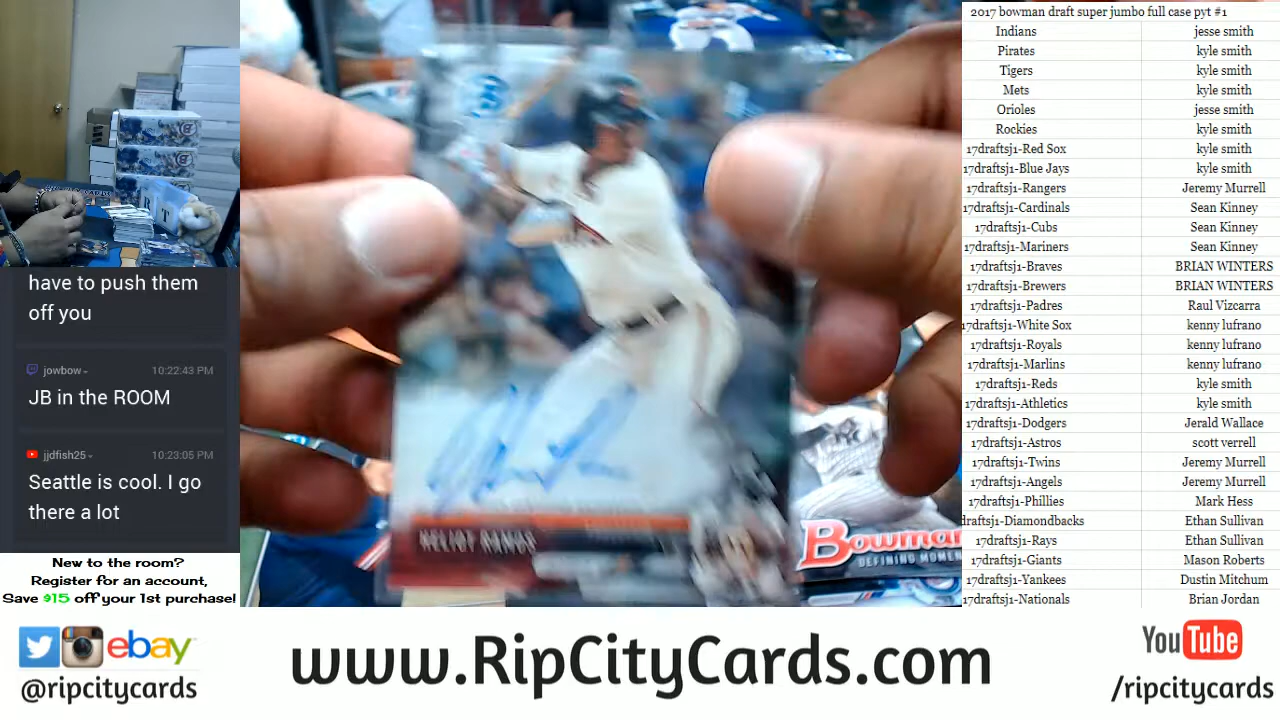 have to push them
off you
jowbow
10:22:43 PM
JB in the ROOM
jjdfish25
10:23:05 PM
Seattle is cool. I go
there a lot
New to the room?
Register for an account,
Save $15 off your 1st purchase!
HELIOT RAMOS
Bowman
DEFINING MOME
2017 bowman draft super jumbo full case pyt #1
Indians jesse smith
Pirates kyle smith
Tigers kyle smith
Mets kyle smith
Orioles jesse smith
Rockies kyle smith
17draftsj1-Red Sox kyle smith
17draftsj1-Blue Jays kyle smith
17draftsj1-Rangers Jeremy Murrell
17draftsj1-Cardinals Sean Kinney
17draftsj1-Cubs Sean Kinney
17draftsj1-Mariners Sean Kinney
17draftsj1-Braves BRIAN WINTERS
17draftsj1-Brewers BRIAN WINTERS
17draftsj1-Padres Raul Vizcarra
17draftsj1-White Sox kenny lufrano
17draftsj1-Royals kenny lufrano
17draftsj1-Marlins kenny lufrano
17draftsj1-Reds kyle smith
17draftsj1-Athletics kyle smith
17draftsj1-Dodgers Jerald Wallace
17draftsj1-Astros scott verrell
17draftsj1-Twins Jeremy Murrell
17draftsj1-Angels Jeremy Murrell
17draftsj1-Phillies Mark Hess
draftsj1-Diamondbacks Ethan Sullivan
17draftsj1-Rays Ethan Sullivan
17draftsj1-Giants Mason Roberts
17draftsj1-Yankees Dustin Mitchum
17draftsj1-Nationals Brian Jordan
ebay
@ripcitycards
www.RipCityCards.com
YouTube
/ripcitycards